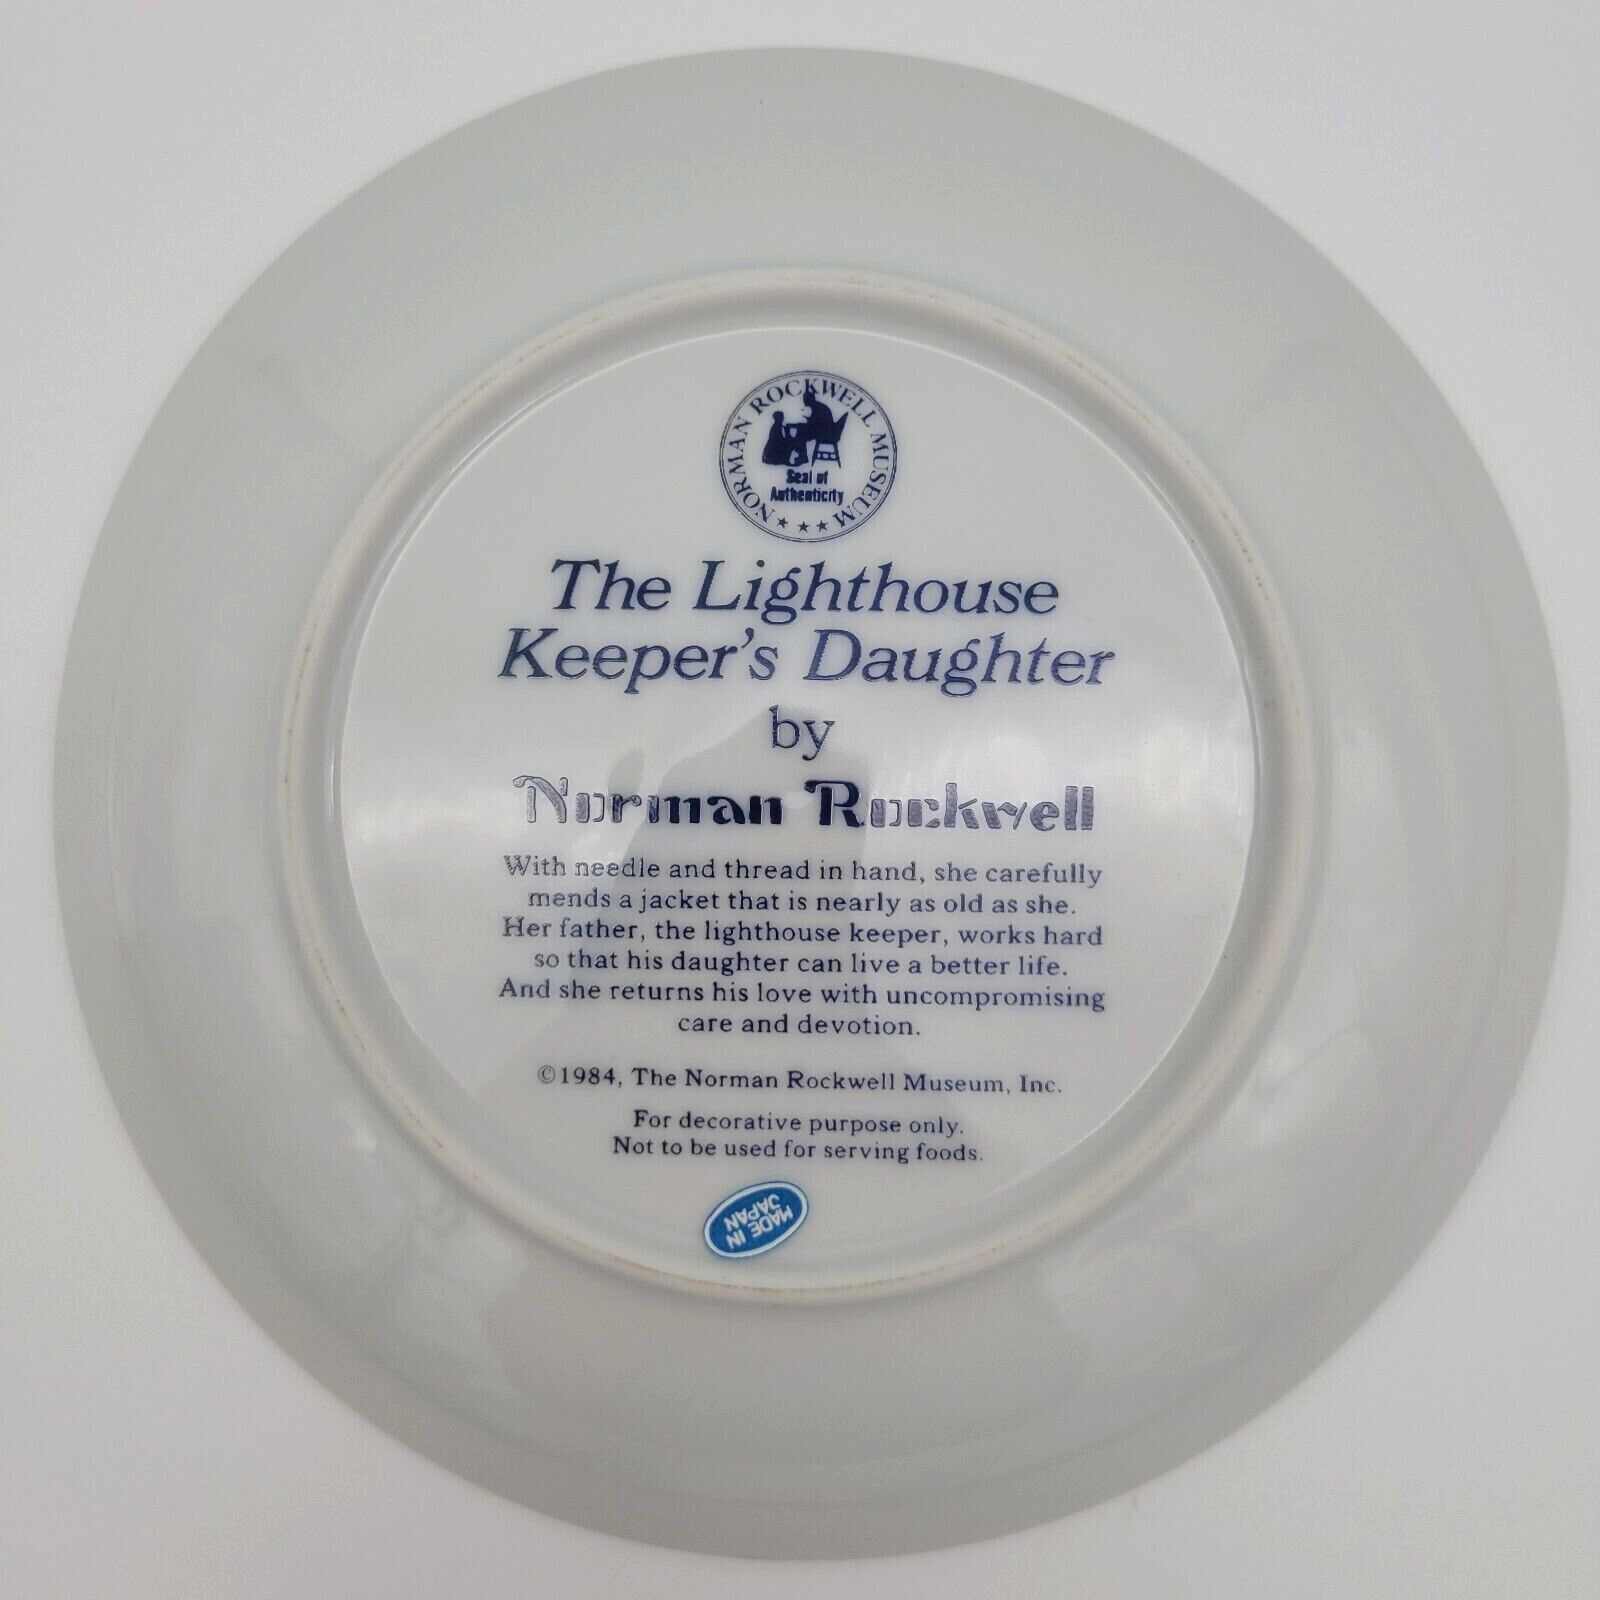 NORMAN ROCKWELL MUSEUM
Seal of
Authenticity
The Lighthouse
Keeper's Daughter
by
Norman Rockwell
With needle and thread in hand, she carefully
mends a jacket that is nearly as old as she.
Her father, the lighthouse keeper, works hard
so that his daughter can live a better life.
And she returns his love with uncompromising
care and devotion.
©1984, The Norman Rockwell Museum, Inc.
For decorative purpose only.
Not to be used for serving foods.
MADE IN
JAPAN